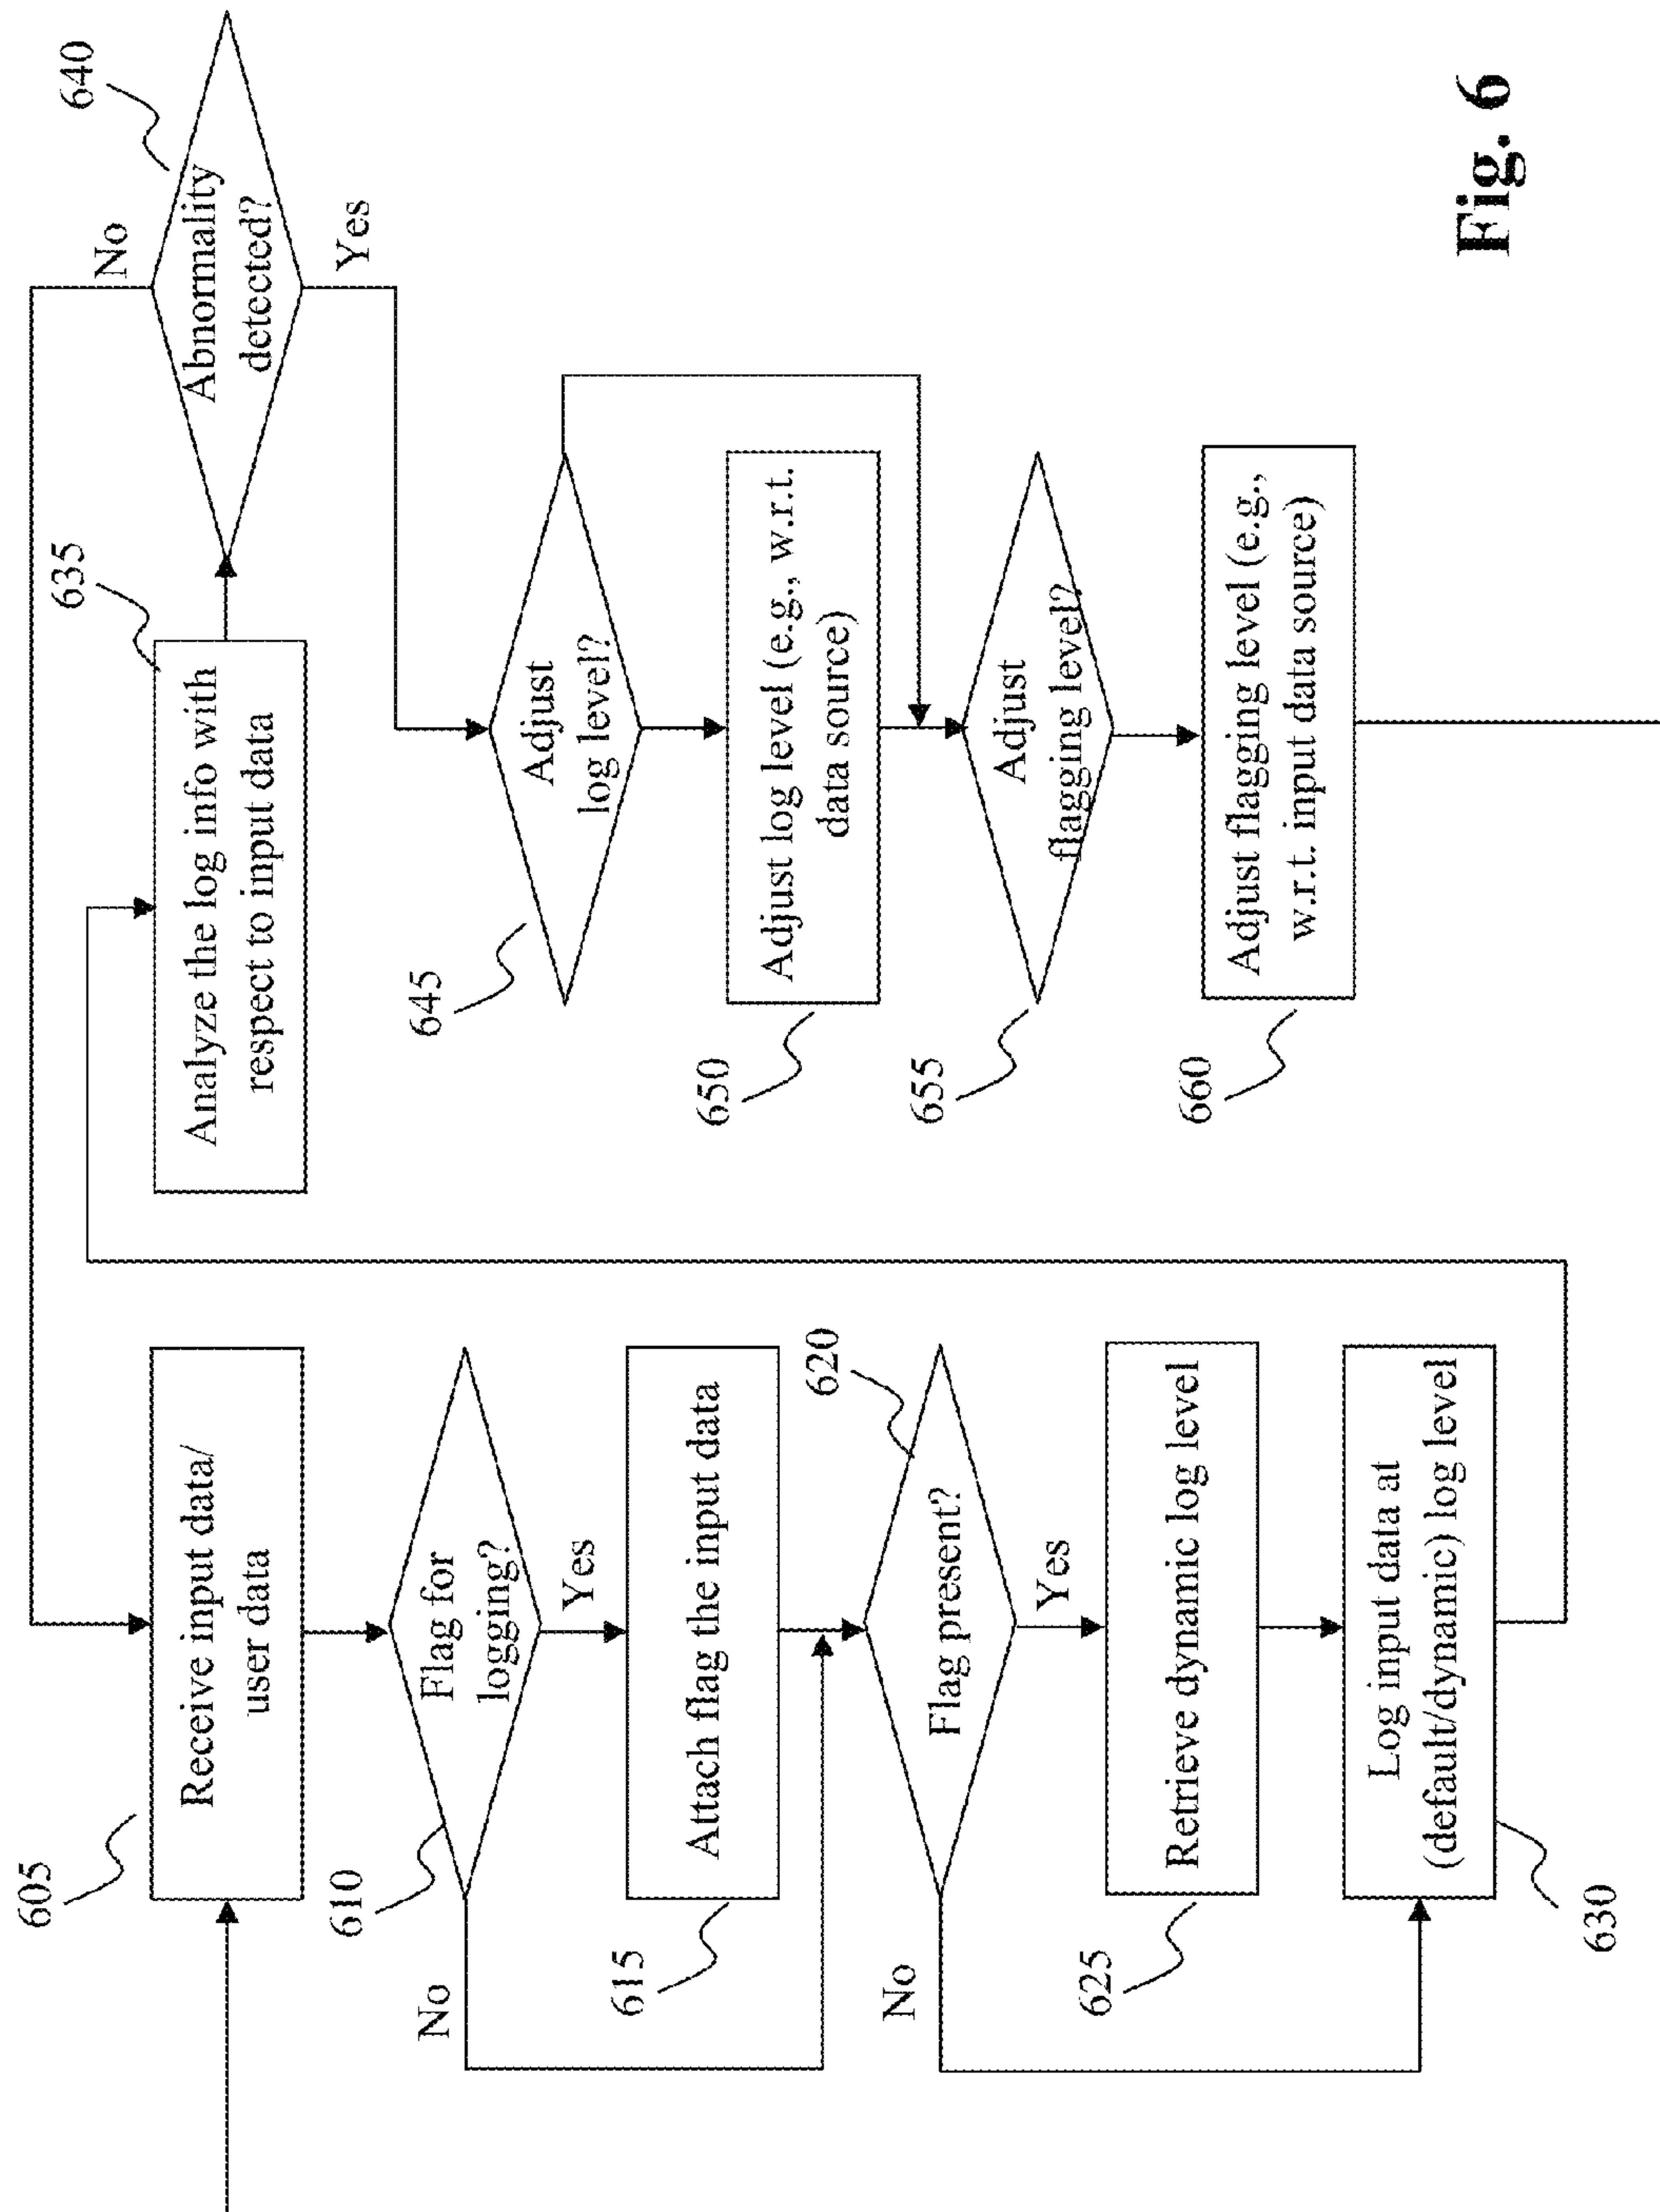 605
Receive input data/
user data
610
Flag for
logging?
Yes
No
615
Attach flag the input data
620
Flag present?
Yes
No
625
Retrieve dynamic log level
630
Log input data at
(default/dynamic) log level
635
Analyze the log info with
respect to input data
640
Abnormality
detected?
No
Yes
645
Adjust
log level?
650
Adjust log level (e.g., w.r.t.
data source)
655
Adjust
flagging level?
660
Adjust flagging level (e.g.,
w.r.t. input data source)
Fig. 6